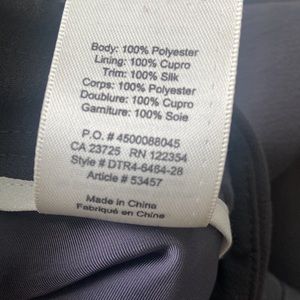 Body: 100% Polyester
Lining: 100% Cupro
Trim: 100% Silk
Corps: 100% Polyester
Doublure: 100% Cupro
Garniture: 100% Soie
P.O. # 4500088045
CA 23725 RN 122354
Style # DTR4-6464-28
Article # 53457
Made in China
Fabriqué en Chine